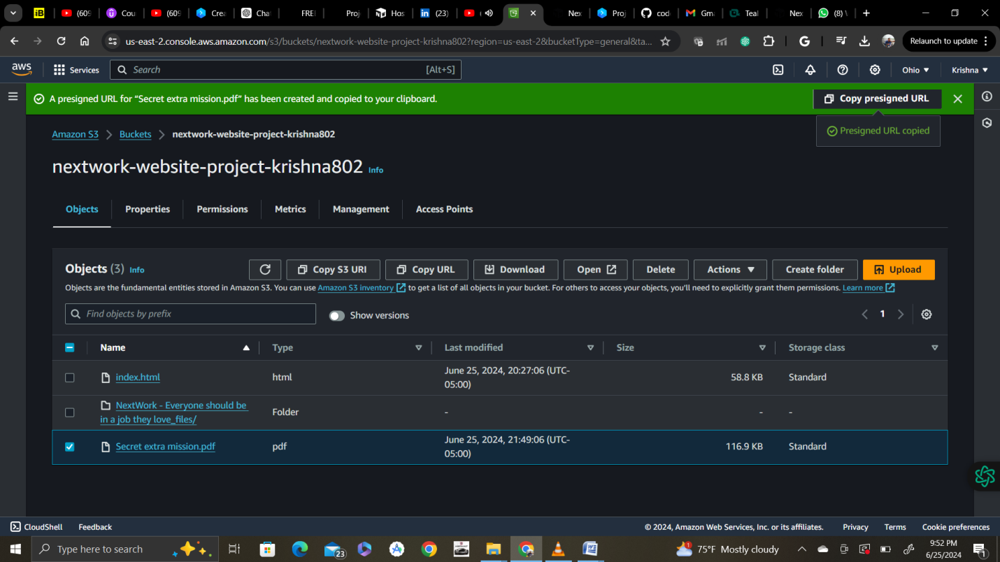 iB
(609
Cou
(609
Crea
Cha
FREI
Proj
Hos
(23)
Nex
Proj
cod
Gma
Teal
Nex
(8) W
us-east-2.console.aws.amazon.com/s3/buckets/nextwork-website-project-krishna802?region=us-east-2&bucketType=general&ta...
G
Relaunch to update
aws
Services
Search
[Alt+S]
Ohio
Krishna
A presigned URL for “Secret extra mission.pdf” has been created and copied to your clipboard.
Copy presigned URL
Presigned URL copied
Amazon S3
Buckets
nextwork-website-project-krishna802
nextwork-website-project-krishna802 Info
Objects
Properties
Permissions
Metrics
Management
Access Points
Objects (3) Info
Copy S3 URI
Copy URL
Download
Open
Delete
Actions
Create folder
Upload
Objects are the fundamental entities stored in Amazon S3. You can use Amazon S3 inventory to get a list of all objects in your bucket. For others to access your objects, you’ll need to explicitly grant them permissions. Learn more
Find objects by prefix
Show versions
1
Name
Type
Last modified
Size
Storage class
index.html
html
June 25, 2024, 20:27:06 (UTC-
05:00)
58.8 KB
Standard
NextWork - Everyone should be
in a job they love_files/
Folder
-
-
-
Secret extra mission.pdf
pdf
June 25, 2024, 21:49:06 (UTC-
05:00)
116.9 KB
Standard
CloudShell
Feedback
© 2024, Amazon Web Services, Inc. or its affiliates.
Privacy
Terms
Cookie preferences
Type here to search
23
1
75°F Mostly cloudy
9:52 PM
6/25/2024
1